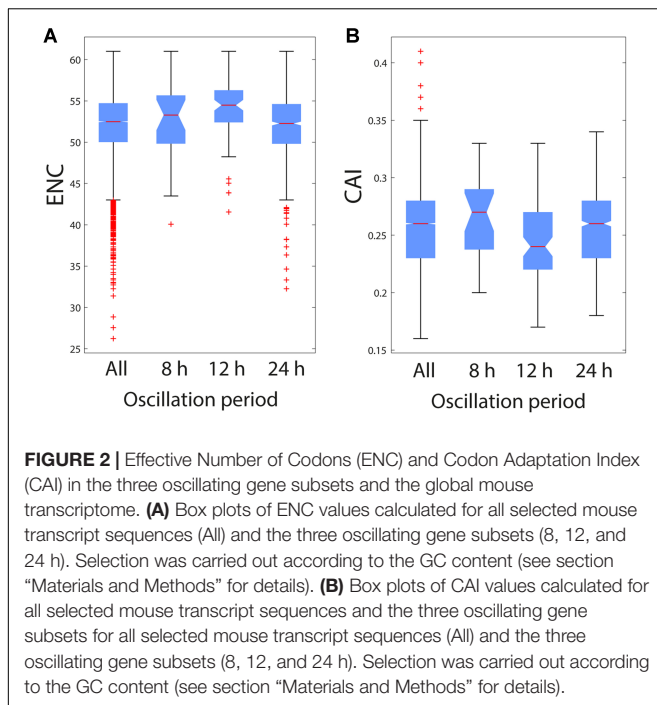 A
60
55
50
45
40
35
30
25
ENC
All 8 h 12 h 24 h
Oscillation period
B
0.4
0.35
0.3
0.25
0.2
0.15
CAI
All 8 h 12 h 24 h
Oscillation period
FIGURE 2 | Effective Number of Codons (ENC) and Codon Adaptation Index
(CAI) in the three oscillating gene subsets and the global mouse
transcriptome. (A) Box plots of ENC values calculated for all selected mouse
transcript sequences (All) and the three oscillating gene subsets (8, 12, and
24 h). Selection was carried out according to the GC content (see section
“Materials and Methods” for details). (B) Box plots of CAI values calculated for
all selected mouse transcript sequences and the three oscillating gene
subsets for all selected mouse transcript sequences (All) and the three
oscillating gene subsets (8, 12, and 24 h). Selection was carried out according
to the GC content (see section “Materials and Methods” for details).